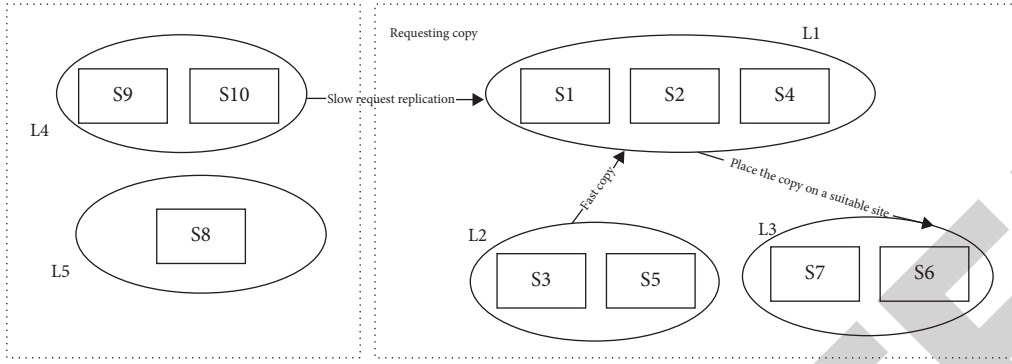 S9
S10
L4
S8
L5
Requesting copy
L1
S1
S2
S4
Slow request replication
Fast copy
Place the copy on a suitable site
L2
S3
S5
L3
S7
S6